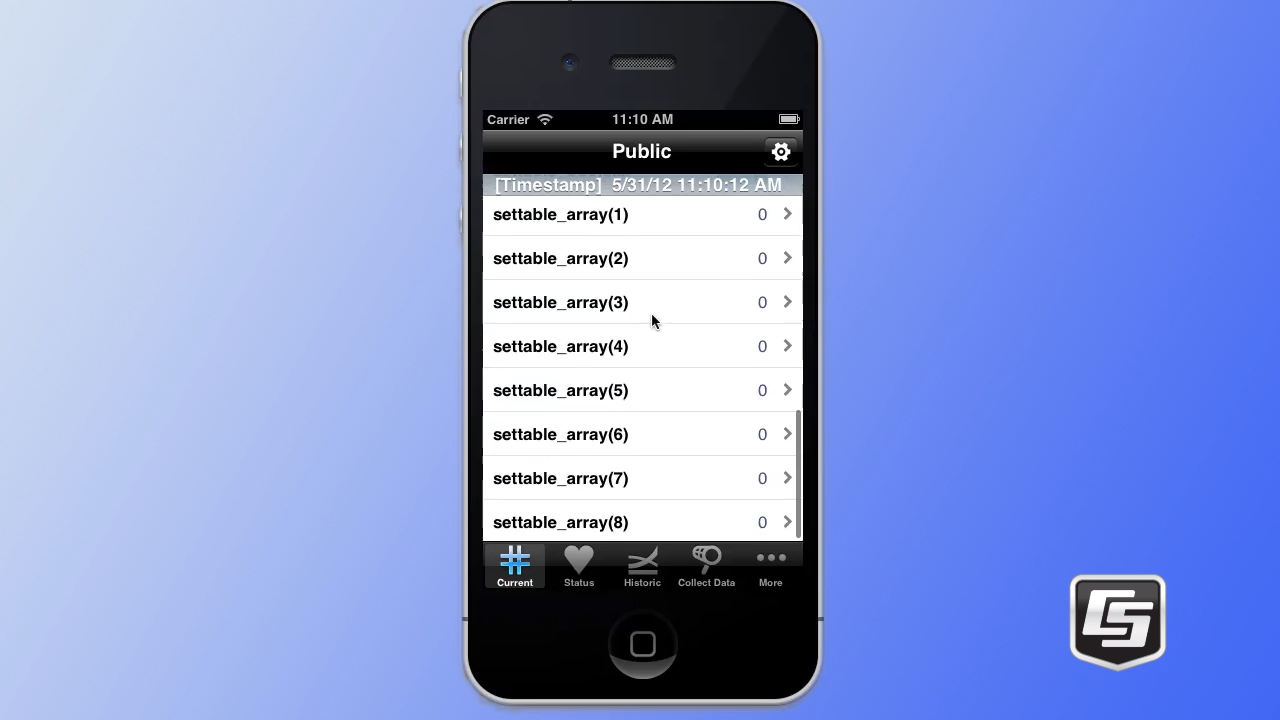 Carrier 11:10 AM
Public
[Timestamp] 5/31/12 11:10:12 AM
settable_array(1) 0
settable_array(2) 0
settable_array(3) 0
settable_array(4) 0
settable_array(5) 0
settable_array(6) 0
settable_array(7) 0
settable_array(8) 0
Current Status Historic Collect Data More
CS